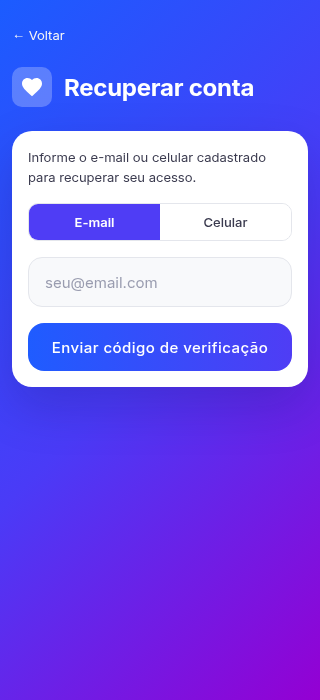 ← Voltar
Recuperar conta
Informe o e-mail ou celular cadastrado
para recuperar seu acesso.
E-mail
Celular
seu@email.com
Enviar código de verificação